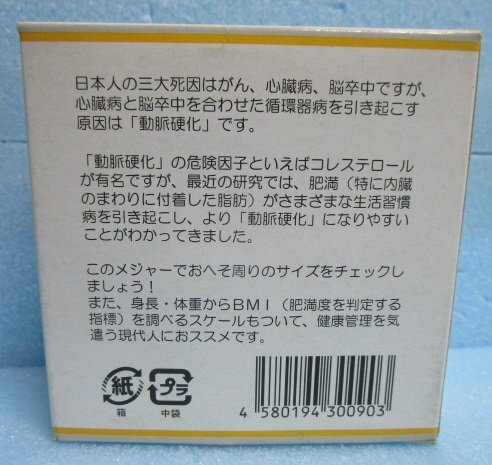 日本人の三大死因はがん、心臓病、脳卒中ですが、
心臓病と脳卒中を合わせた循環器病を引き起こす
原因は「動脈硬化」です。
「動脈硬化」の危険因子といえばコレステロール
が有名ですが、最近の研究では、肥満（特に内臓
のまわりに付着した脂肪）がさまざまな生活習慣
病を引き起こし、より「動脈硬化」になりやすい
ことがわかってきました。
このメジャーでおへそ周りのサイズをチェックし
ましょう！
また、身長・体重からＢＭＩ（肥満度を判定する
指標）を調べるスケールもついて、健康管理を気
遣う現代人におススメです。
紙 プラ
箱 中袋
4 580194 300903